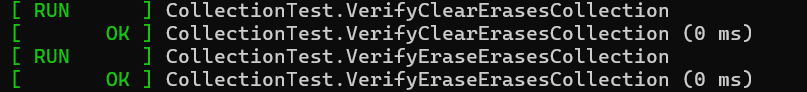 [ RUN      ] CollectionTest.VerifyClearErasesCollection
[       OK ] CollectionTest.VerifyClearErasesCollection (0 ms)
[ RUN      ] CollectionTest.VerifyEraseErasesCollection
[       OK ] CollectionTest.VerifyEraseErasesCollection (0 ms)